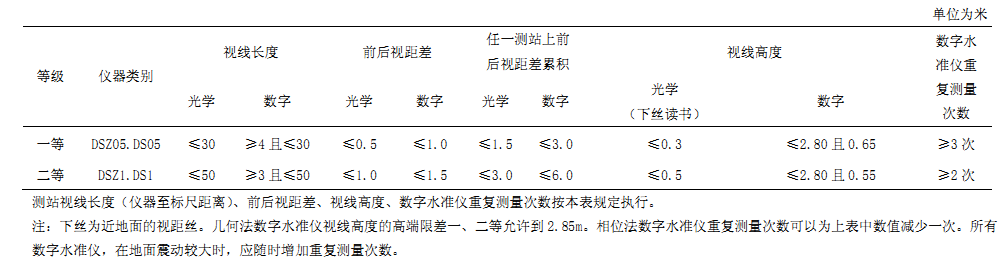 单位为米
等级 仪器类别 视线长度 前后视距差 任一测站上前后视距差累积 视线高度 数字水准仪重复测量次数
光学 数字 光学 数字 光学 数字 光学（下丝读书） 数字
一等 DSZ05.DS05 ≤30 ≥4 且≤30 ≤0.5 ≤1.0 ≤1.5 ≤3.0 ≤0.3 ≤2.80 且 0.65 ≥3 次
二等 DSZ1.DS1 ≤50 ≥3 且≤50 ≤1.0 ≤1.5 ≤3.0 ≤6.0 ≤0.5 ≤2.80 且 0.55 ≥2 次
测站视线长度（仪器至标尺距离）、前后视距差、视线高度、数字水准仪重复测量次数按本表规定执行。
注：下丝为近地面的视距丝。几何法数字水准仪视线高度的高端限差一、二等允许到 2.85m。相位法数字水准仪重复测量次数可以为上表中数值减少一次。所有
数字水准仪，在地面震动较大时，应随时增加重复测量次数。